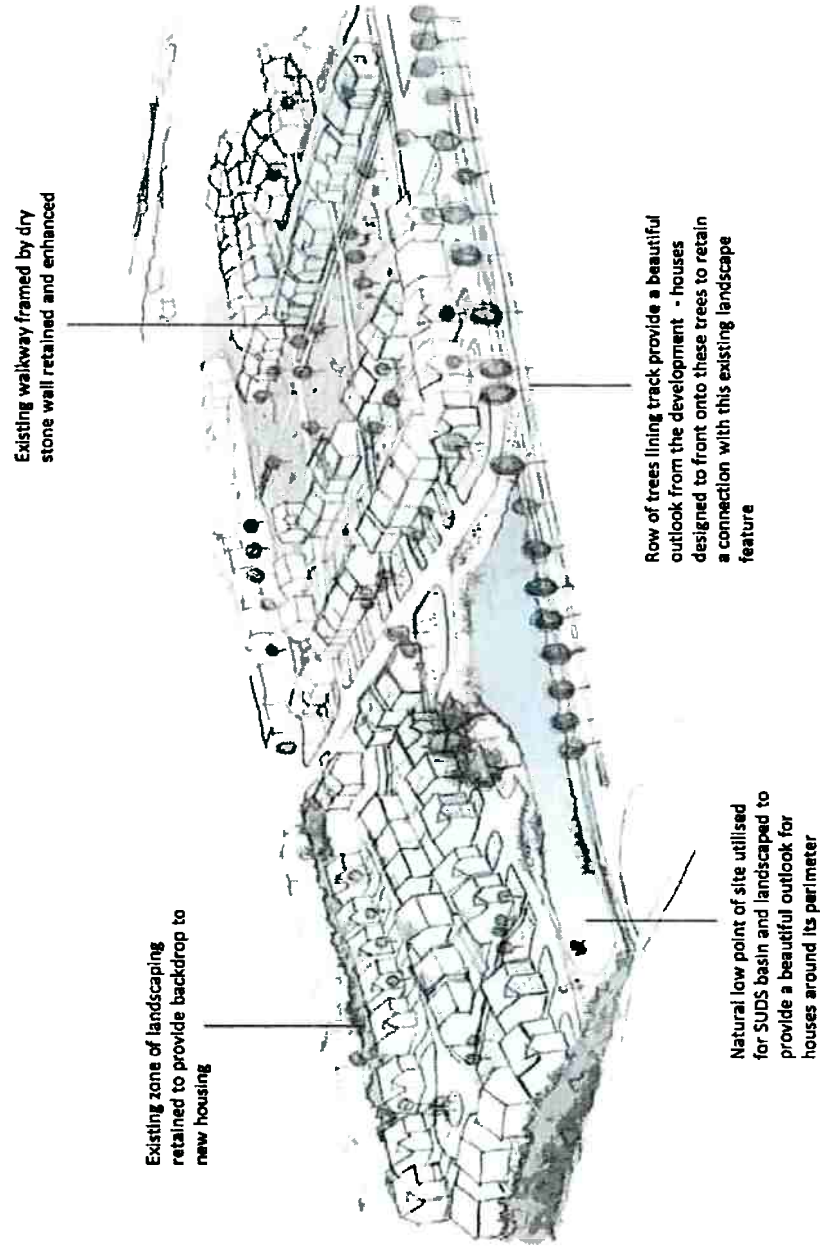 Existing walkway framed by dry
stone wall retained and enhanced
Existing zone of landscaping
retained to provide backdrop to
new housing
Row of trees lining track provide a beautiful
outlook from the development - houses
designed to front onto these trees to retain
a connection with this existing landscape
feature
Natural low point of site utilised
for SUDS basin and landscaped to
provide a beautiful outlook for
houses around its perimeter